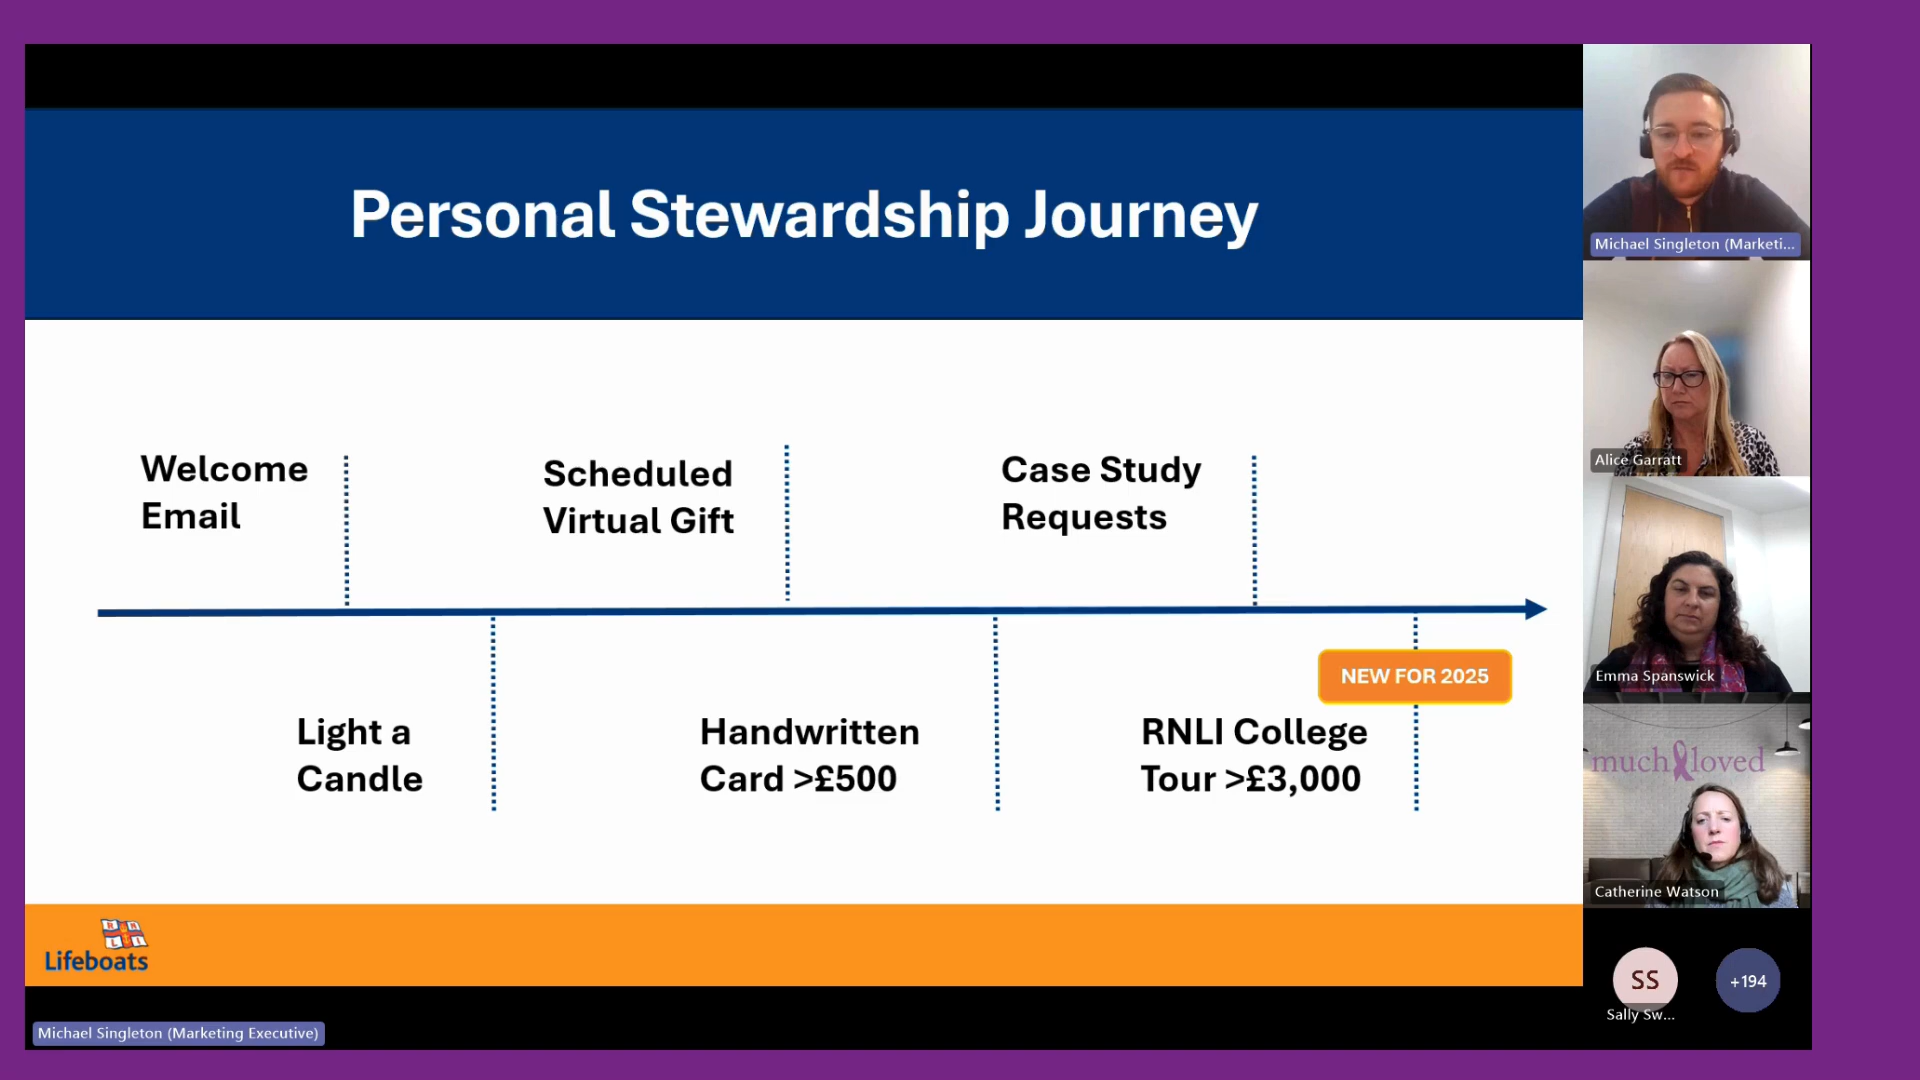 Personal Stewardship Journey
Welcome
Email
Scheduled
Virtual Gift
Case Study
Requests
NEW FOR 2025
Light a
Candle
Handwritten
Card >£500
RNLI College
Tour >£3,000
R N
L I
Lifeboats
Michael Singleton (Marketing Executive)
Michael Singleton (Marketi...
Alice Garratt
Emma Spanswick
much loved
Catherine Watson
SS
+194
Sally Sw...